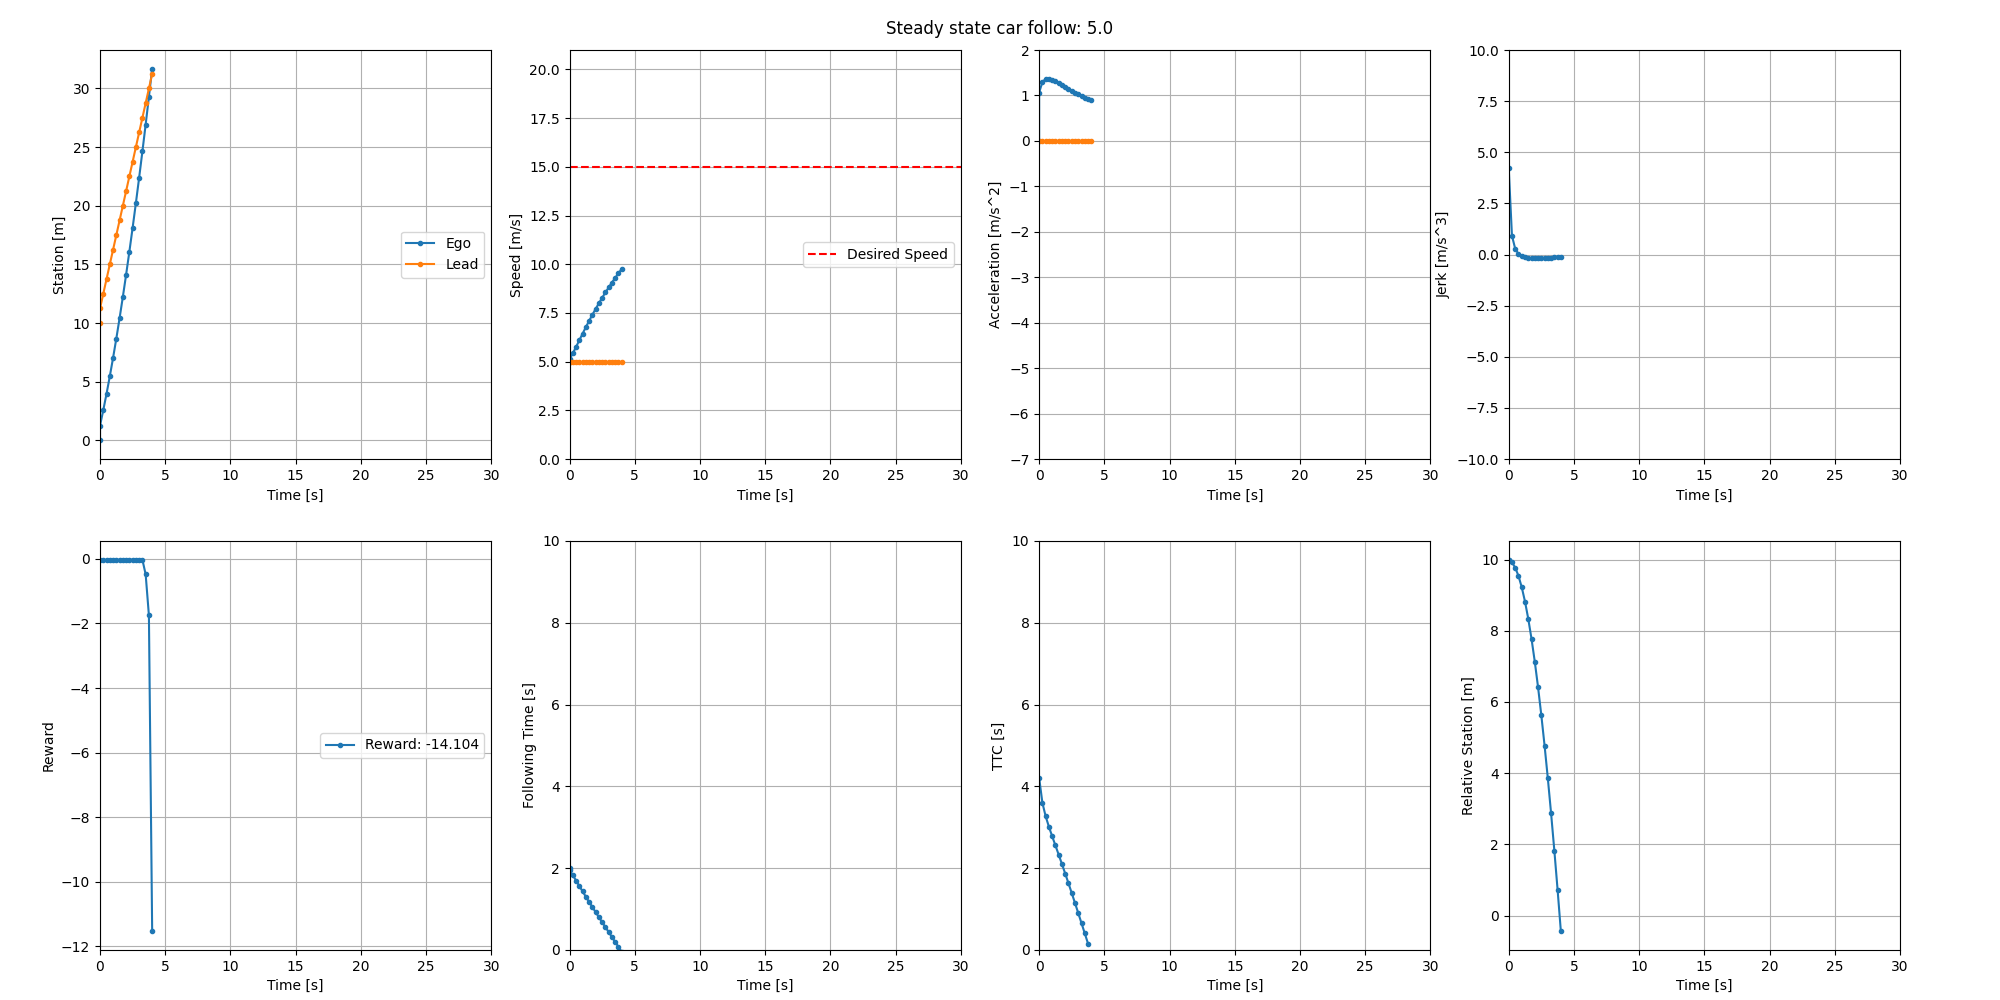 Steady state car follow: 5.0
Station [m]
30
25
20
15
10
5
0
Ego
Lead
0 5 10 15 20 25 30
Time [s]
Speed [m/s]
20.0
17.5
15.0
12.5
10.0
7.5
5.0
2.5
0.0
Desired Speed
0 5 10 15 20 25 30
Time [s]
Acceleration [m/s^2]
2
1
0
−1
−2
−3
−4
−5
−6
−7
0 5 10 15 20 25 30
Time [s]
Jerk [m/s^3]
10.0
7.5
5.0
2.5
0.0
−2.5
−5.0
−7.5
−10.0
0 5 10 15 20 25 30
Time [s]
Reward
0
−2
−4
−6
−8
−10
−12
Reward: -14.104
0 5 10 15 20 25 30
Time [s]
Following Time [s]
10
8
6
4
2
0
0 5 10 15 20 25 30
Time [s]
TTC [s]
10
8
6
4
2
0
0 5 10 15 20 25 30
Time [s]
Relative Station [m]
10
8
6
4
2
0
0 5 10 15 20 25 30
Time [s]